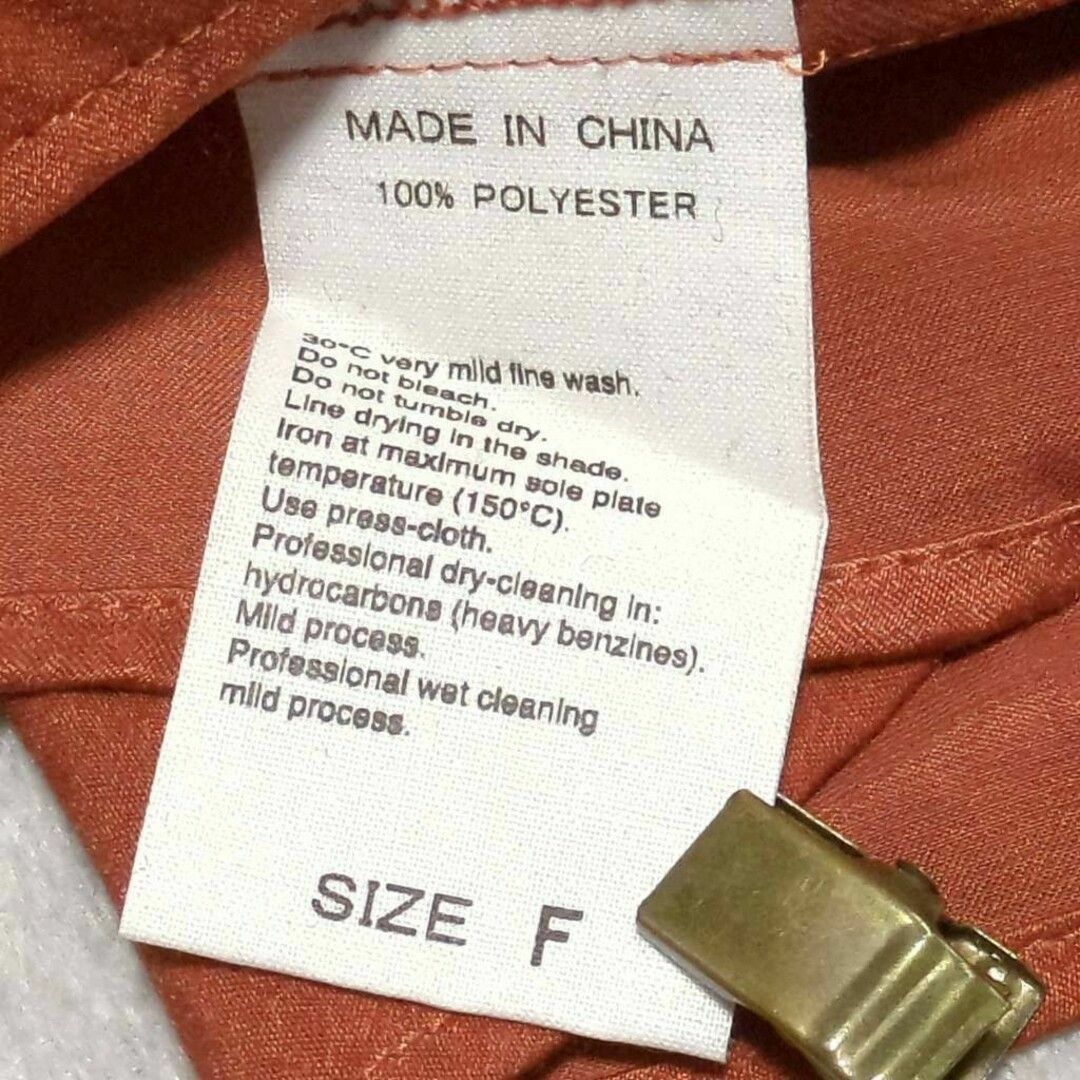 MADE IN CHINA
100% POLYESTER
30°C very mild fine wash.
Do not bleach.
Do not tumble dry.
Line drying in the shade.
Iron at maximum sole plate
temperature (150°C).
Use press-cloth.
Professional dry-cleaning in:
hydrocarbons (heavy benzines).
Mild process.
Professional wet cleaning
mild process.
SIZE F